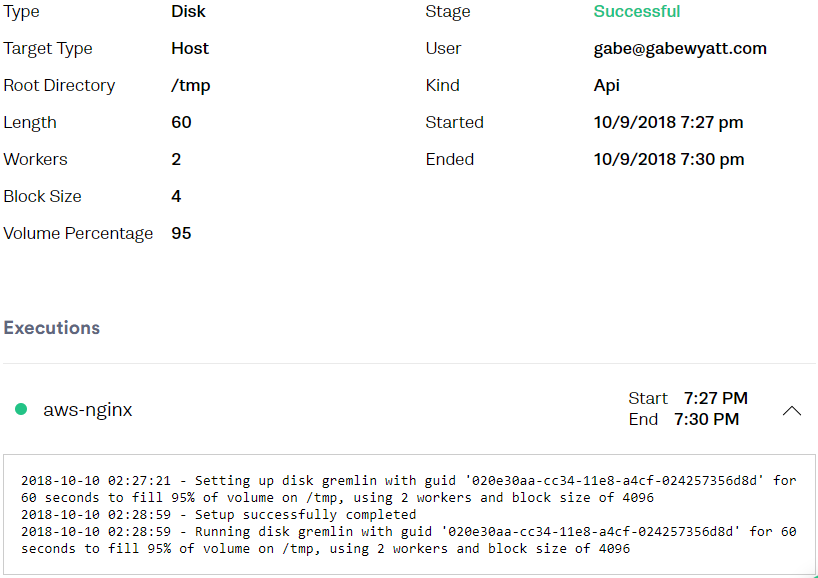 Type Disk Stage Successful
Target Type Host User gabe@gabewyatt.com
Root Directory /tmp Kind Api
Length 60 Started 10/9/2018 7:27 pm
Workers 2 Ended 10/9/2018 7:30 pm
Block Size 4
Volume Percentage 95
Executions
aws-nginx Start 7:27 PM
End 7:30 PM
2018-10-10 02:27:21 - Setting up disk gremlin with guid '020e30aa-cc34-11e8-a4cf-024257356d8d' for
60 seconds to fill 95% of volume on /tmp, using 2 workers and block size of 4096
2018-10-10 02:28:59 - Setup successfully completed
2018-10-10 02:28:59 - Running disk gremlin with guid '020e30aa-cc34-11e8-a4cf-024257356d8d' for 60
seconds to fill 95% of volume on /tmp, using 2 workers and block size of 4096